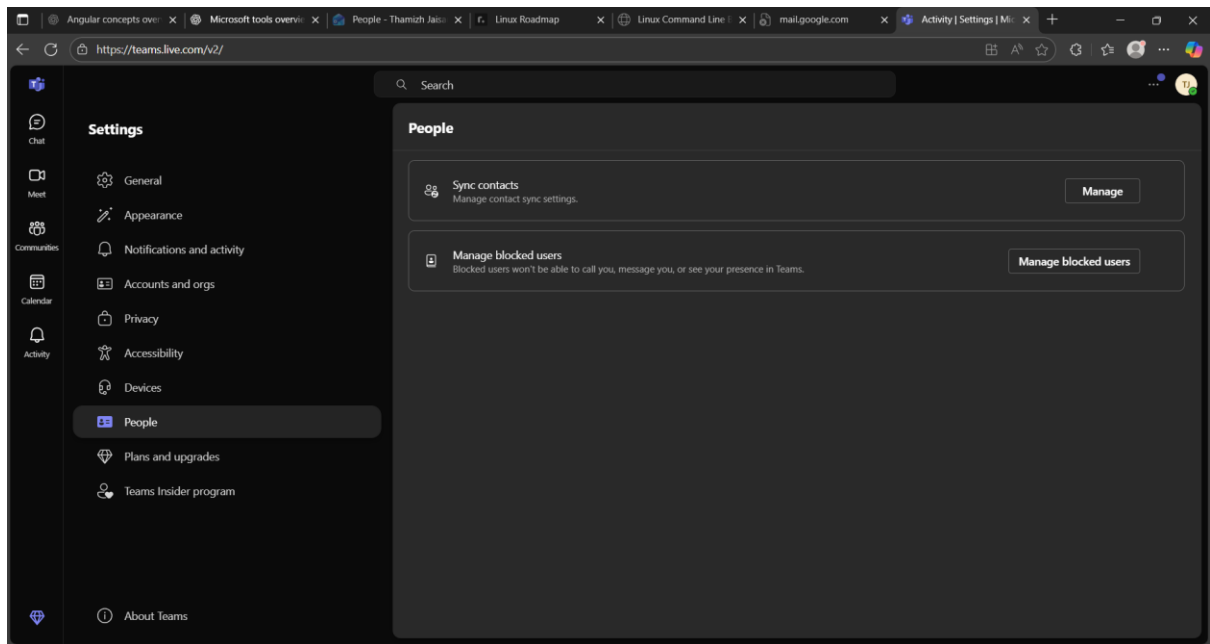 Angular concepts over
Microsoft tools overvie
People - Thamizh Jaisa
Linux Roadmap
Linux Command Line
mail.google.com
Activity | Settings | Mic
https://teams.live.com/v2/
Search
TJ
Chat
Meet
Communities
Calendar
Activity
Settings
General
Appearance
Notifications and activity
Accounts and orgs
Privacy
Accessibility
Devices
People
Plans and upgrades
Teams Insider program
About Teams
People
Sync contacts
Manage contact sync settings.
Manage
Manage blocked users
Blocked users won't be able to call you, message you, or see your presence in Teams.
Manage blocked users